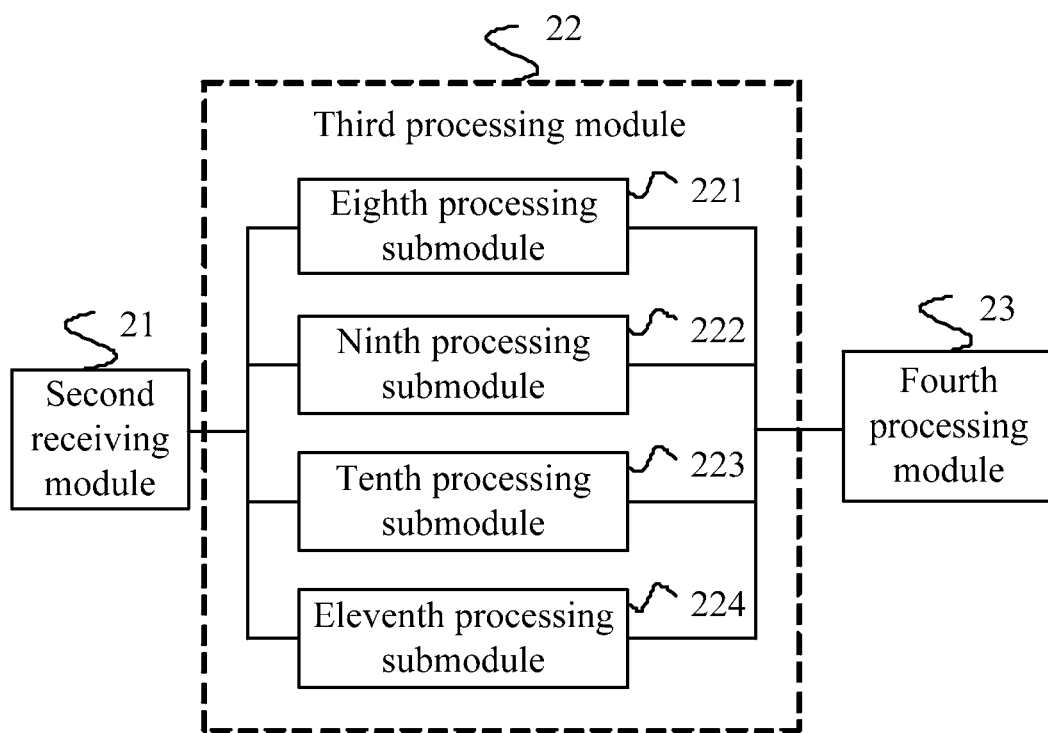 22
Third processing module
Eighth processing
submodule
221
Ninth processing
submodule
222
Tenth processing
submodule
223
Eleventh processing
submodule
224
21
Second
receiving
module
23
Fourth
processing
module